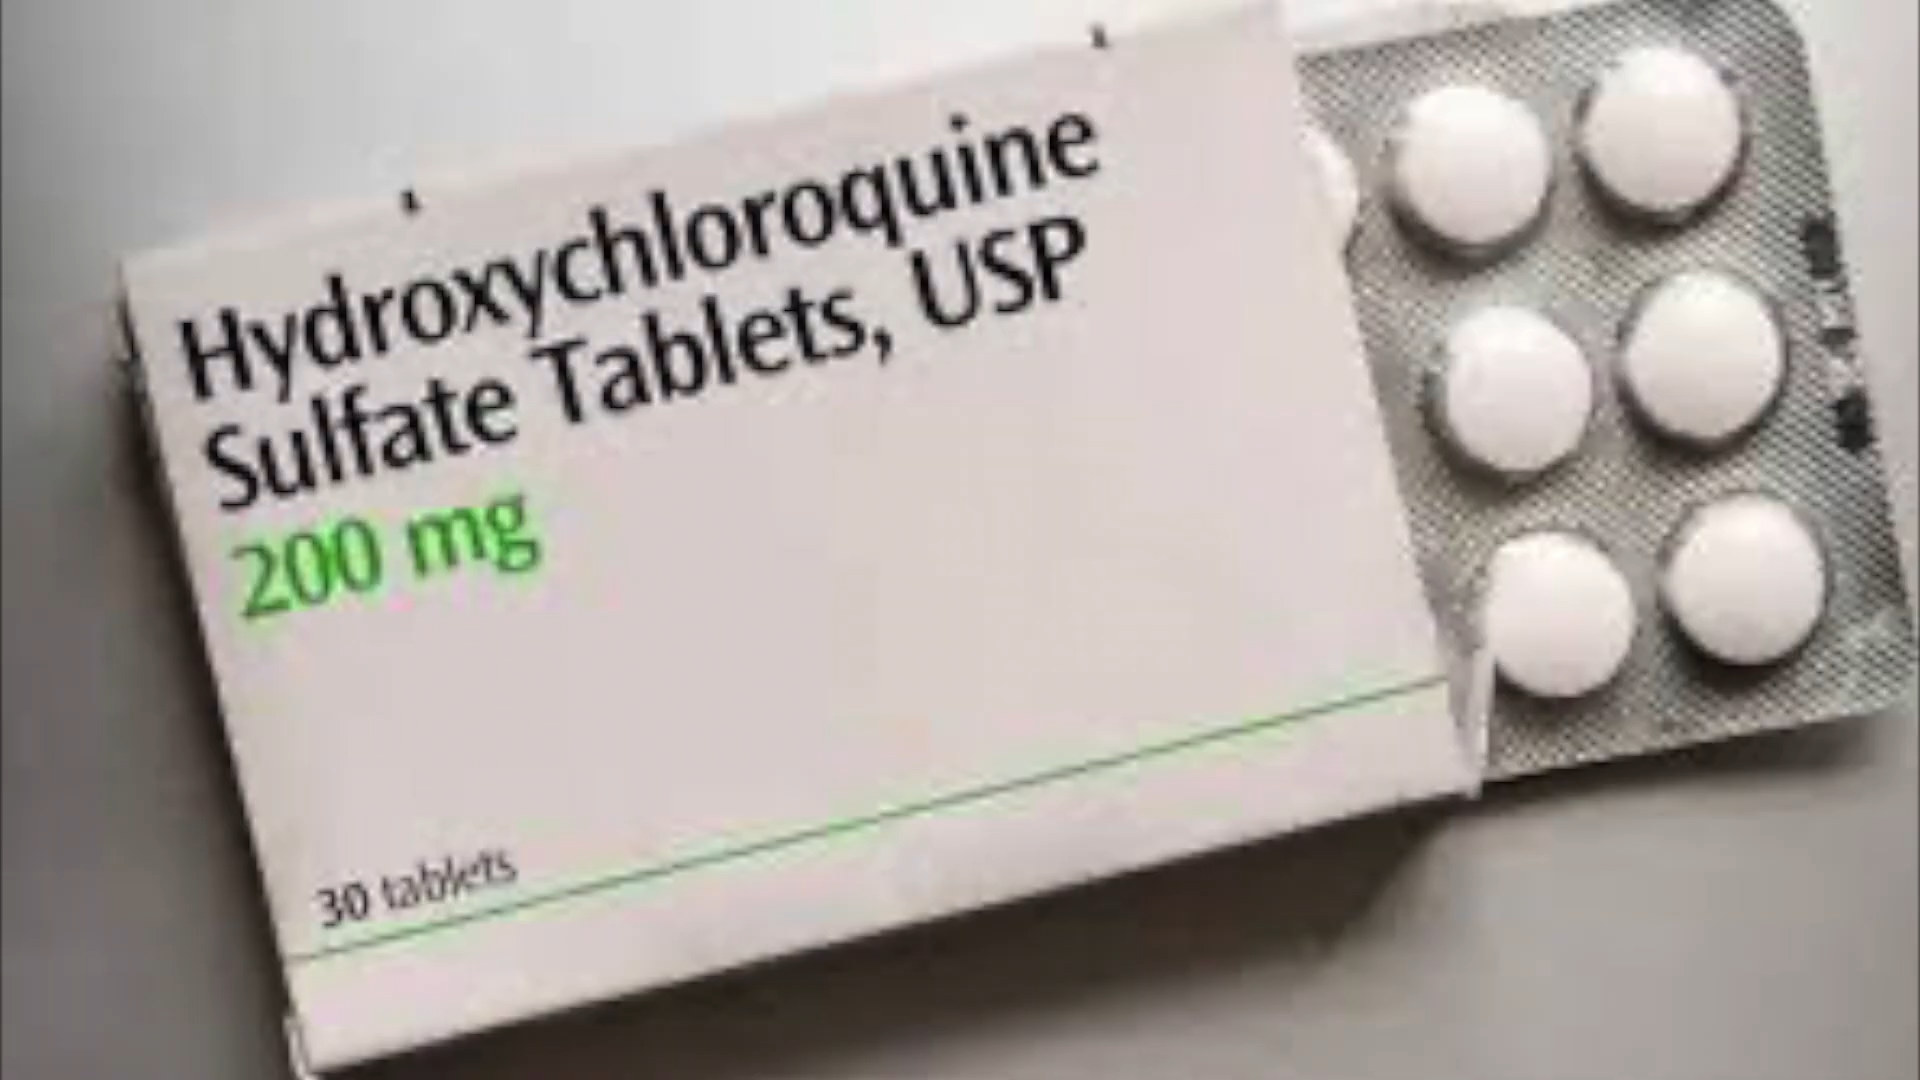 Hydroxychloroquine
Sulfate Tablets, USP
200 mg
30 tablets